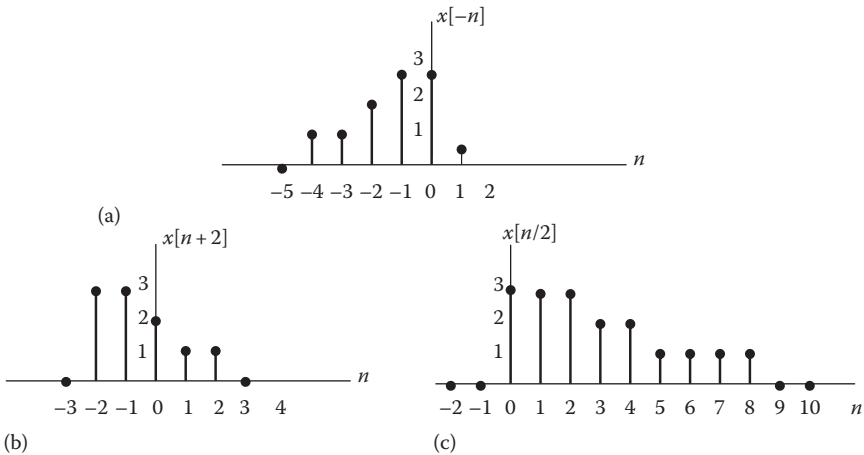 x[−n]
3
2
1
n
−5 −4 −3 −2 −1 0 1 2
(a)
x[n + 2]
3
2
1
n
−3 −2 −1 0 1 2 3 4
(b)
x[n/2]
3
2
1
−2 −1 0 1 2 3 4 5 6 7 8 9 10 n
(c)